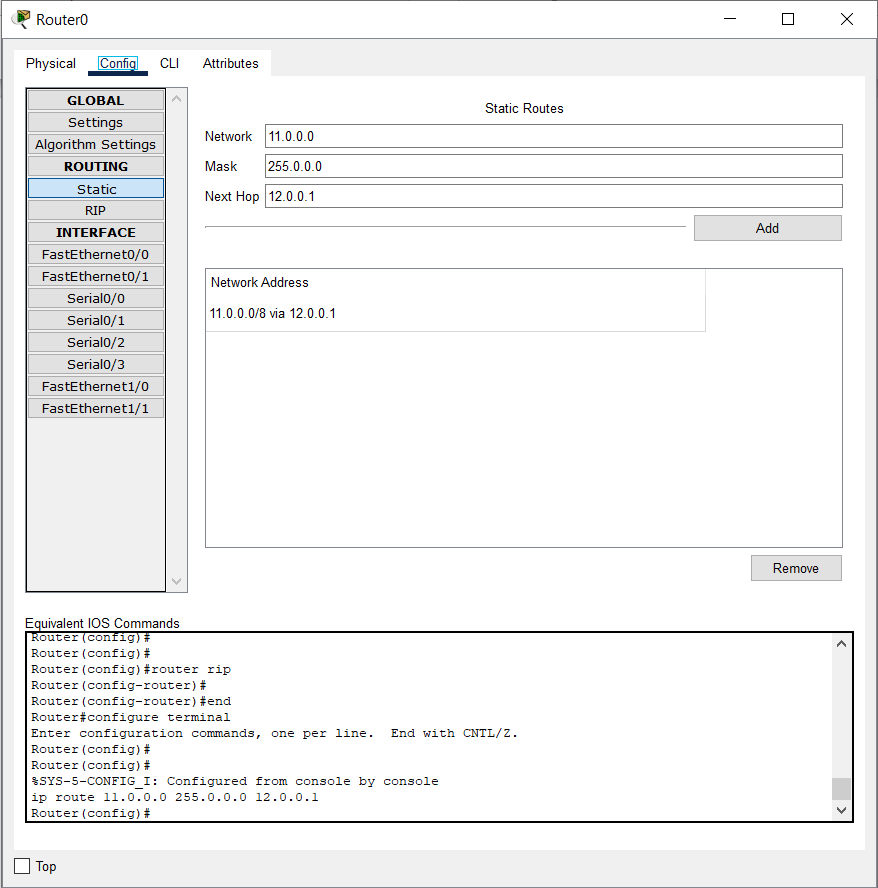 Router0
Physical Config CLI Attributes
GLOBAL
Settings
Algorithm Settings
ROUTING
Static
RIP
INTERFACE
FastEthernet0/0
FastEthernet0/1
Serial0/0
Serial0/1
Serial0/2
Serial0/3
FastEthernet1/0
FastEthernet1/1
Static Routes
Network 11.0.0.0
Mask 255.0.0.0
Next Hop 12.0.0.1
Add
Network Address
11.0.0.0/8 via 12.0.0.1
Remove
Equivalent IOS Commands
Router(config)#
Router(config)#
Router(config)#router rip
Router(config-router)#
Router(config-router)#end
Router#configure terminal
Enter configuration commands, one per line.  End with CNTL/Z.
Router(config)#
Router(config)#
%SYS-5-CONFIG_I: Configured from console by console
ip route 11.0.0.0 255.0.0.0 12.0.0.1
Router(config)#
Top